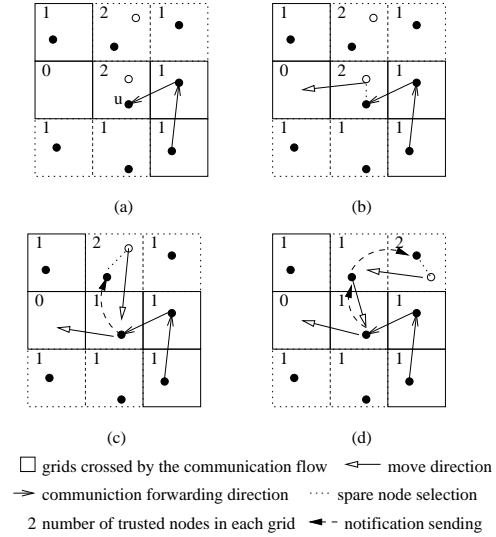 1 2 1
0 2 1
u
1 1 1
(a)
1 2 1
0 2 1
1 1 1
(b)
1 2 1
0 1 1
1 1 1
(c)
1 1 2
0 1 1
1 1 1
(d)
grids crossed by the communication flow
move direction
communiction forwarding direction
spare node selection
2 number of trusted nodes in each grid
notification sending